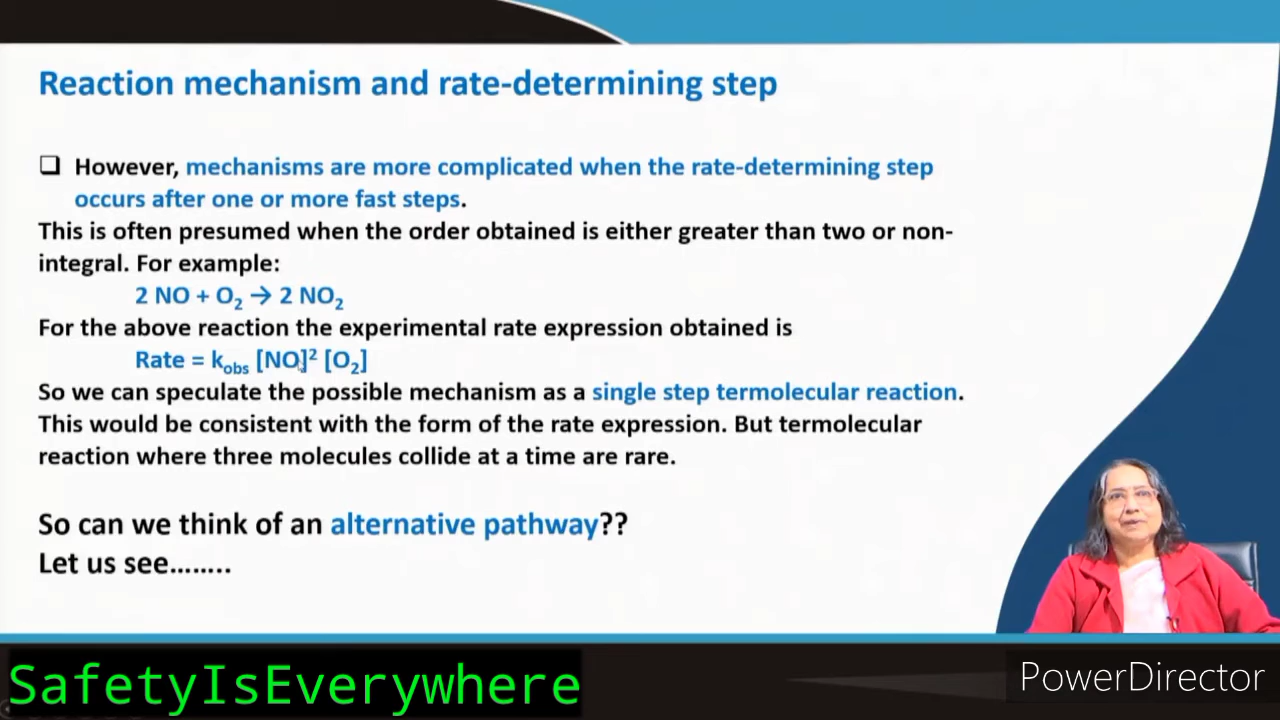 Reaction mechanism and rate-determining step
❑ However, mechanisms are more complicated when the rate-determining step
occurs after one or more fast steps.
This is often presumed when the order obtained is either greater than two or non-
integral. For example:
2 NO + O₂ → 2 NO₂
For the above reaction the experimental rate expression obtained is
Rate = kobs [NO]² [O₂]
So we can speculate the possible mechanism as a single step termolecular reaction.
This would be consistent with the form of the rate expression. But termolecular
reaction where three molecules collide at a time are rare.
So can we think of an alternative pathway??
Let us see……..
SafetyIsEverywhere
PowerDirector